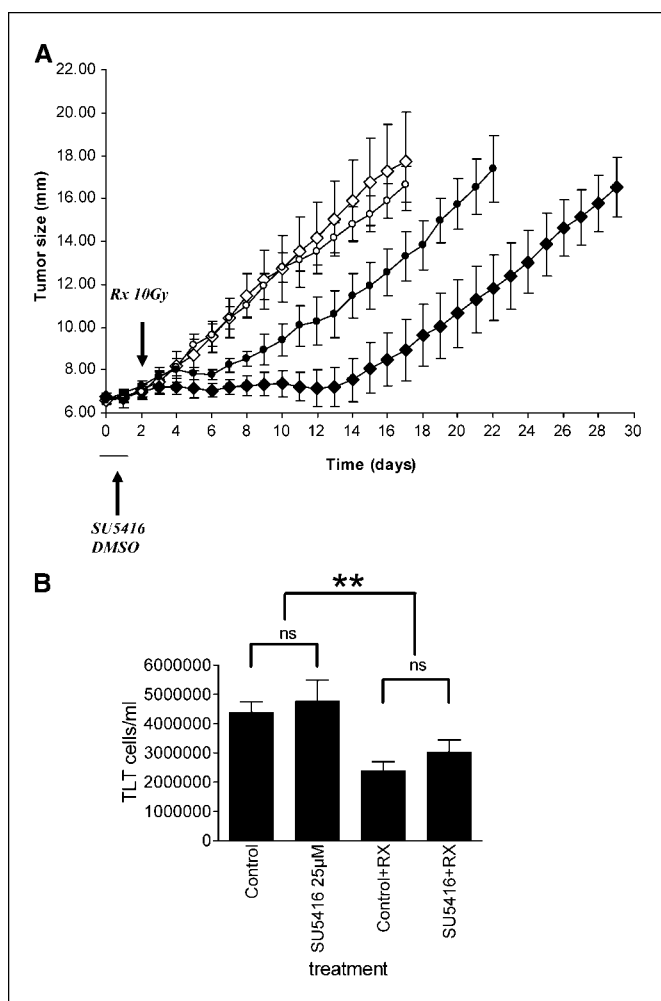 A
22.00
20.00
18.00
16.00
14.00
12.00
10.00
8.00
6.00
Tumor size (mm)
Rx 10Gy
0 2 4 6 8 10 12 14 16 18 20 22 24 26 28 30
Time (days)
SU5416
DMSO
B
**
ns
ns
6000000
5000000
4000000
3000000
2000000
1000000
0
TLT cells/ml
Control
SU5416 25µM
Control+RX
SU5416+RX
treatment